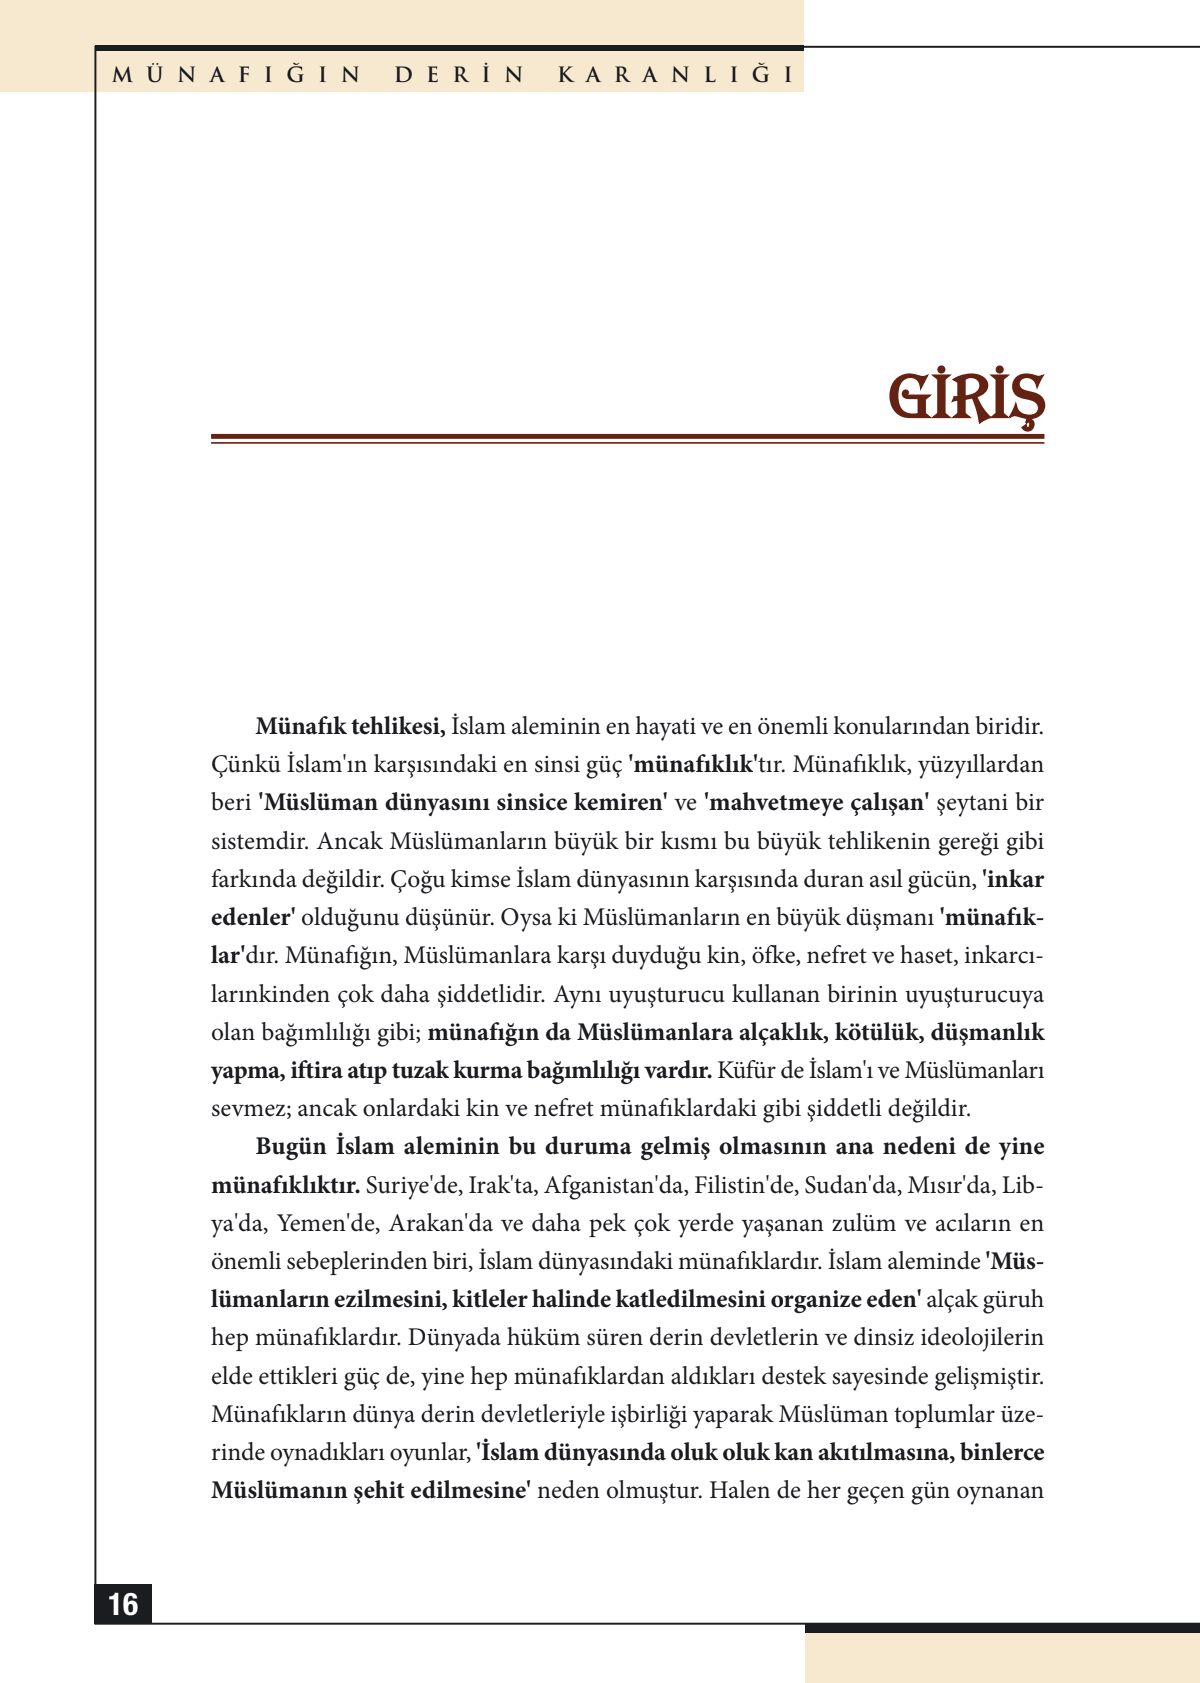 MÜNAFIĞIN DERİN KARANLIĞI
GİRİŞ
Münafık tehlikesi, İslam aleminin en hayati ve en önemli konularından biridir.
Çünkü İslam'ın karşısındaki en sinsi güç 'münafıklık'tır. Münafıklık, yüzyıllardan
beri 'Müslüman dünyasını sinsice kemiren' ve 'mahvetmeye çalışan' şeytani bir
sistemdir. Ancak Müslümanların büyük bir kısmı bu büyük tehlikenin gereği gibi
farkında değildir. Çoğu kimse İslam dünyasının karşısında duran asıl gücün, 'inkar
edenler' olduğunu düşünür. Oysa ki Müslümanların en büyük düşmanı 'münafık-
lar'dır. Münafığın, Müslümanlara karşı duyduğu kin, öfke, nefret ve haset, inkarcı-
larınkinden çok daha şiddetlidir. Aynı uyuşturucu kullanan birinin uyuşturucuya
olan bağımlılığı gibi; münafığın da Müslümanlara alçaklık, kötülük, düşmanlık
yapma, iftira atıp tuzak kurma bağımlılığı vardır. Küfür de İslam'ı ve Müslümanları
sevmez; ancak onlardaki kin ve nefret münafıklardaki gibi şiddetli değildir.
Bugün İslam aleminin bu duruma gelmiş olmasının ana nedeni de yine
münafıklıktır. Suriye'de, Irak'ta, Afganistan'da, Filistin'de, Sudan'da, Mısır'da, Lib-
ya'da, Yemen'de, Arakan'da ve daha pek çok yerde yaşanan zulüm ve acıların en
önemli sebeplerinden biri, İslam dünyasındaki münafıklardır. İslam aleminde 'Müs-
lümanların ezilmesini, kitleler halinde katledilmesini organize eden' alçak güruh
hep münafıklardır. Dünyada hüküm süren derin devletlerin ve dinsiz ideolojilerin
elde ettikleri güç de, yine hep münafıklardan aldıkları destek sayesinde gelişmiştir.
Münafıkların dünya derin devletleriyle işbirliği yaparak Müslüman toplumlar üze-
rinde oynadıkları oyunlar, 'İslam dünyasında oluk oluk kan akıtılmasına, binlerce
Müslümanın şehit edilmesine' neden olmuştur. Halen de her geçen gün oynanan
16